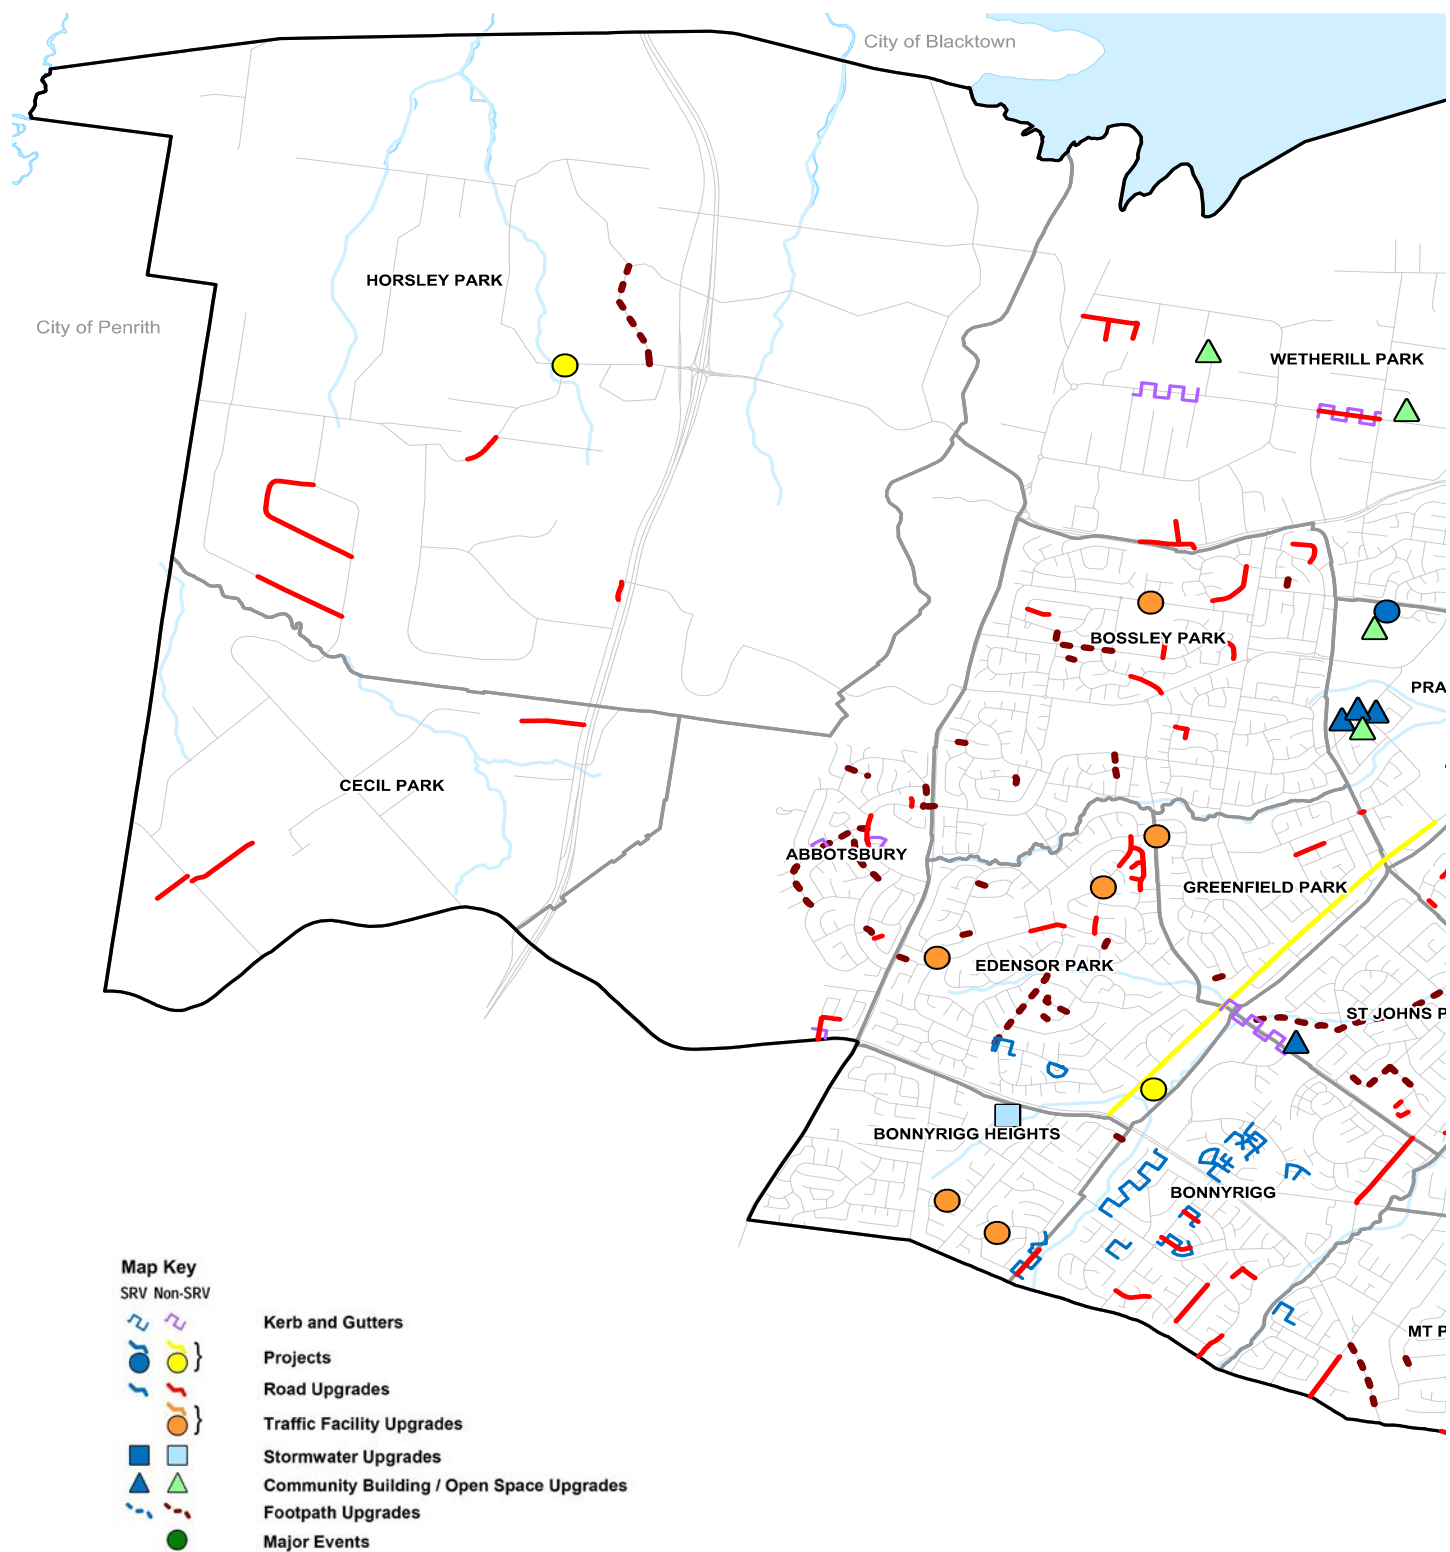 City of Blacktown
HORSLEY PARK
City of Penrith
WETHERILL PARK
BOSSLEY PARK
PRA
CECIL PARK
ABBOTSBURY
GREENFIELD PARK
EDENSOR PARK
ST JOHNS P
BONNYRIGG HEIGHTS
BONNYRIGG
MT P
Map Key
SRV Non-SRV
Kerb and Gutters
Projects
Road Upgrades
Traffic Facility Upgrades
Stormwater Upgrades
Community Building / Open Space Upgrades
Footpath Upgrades
Major Events